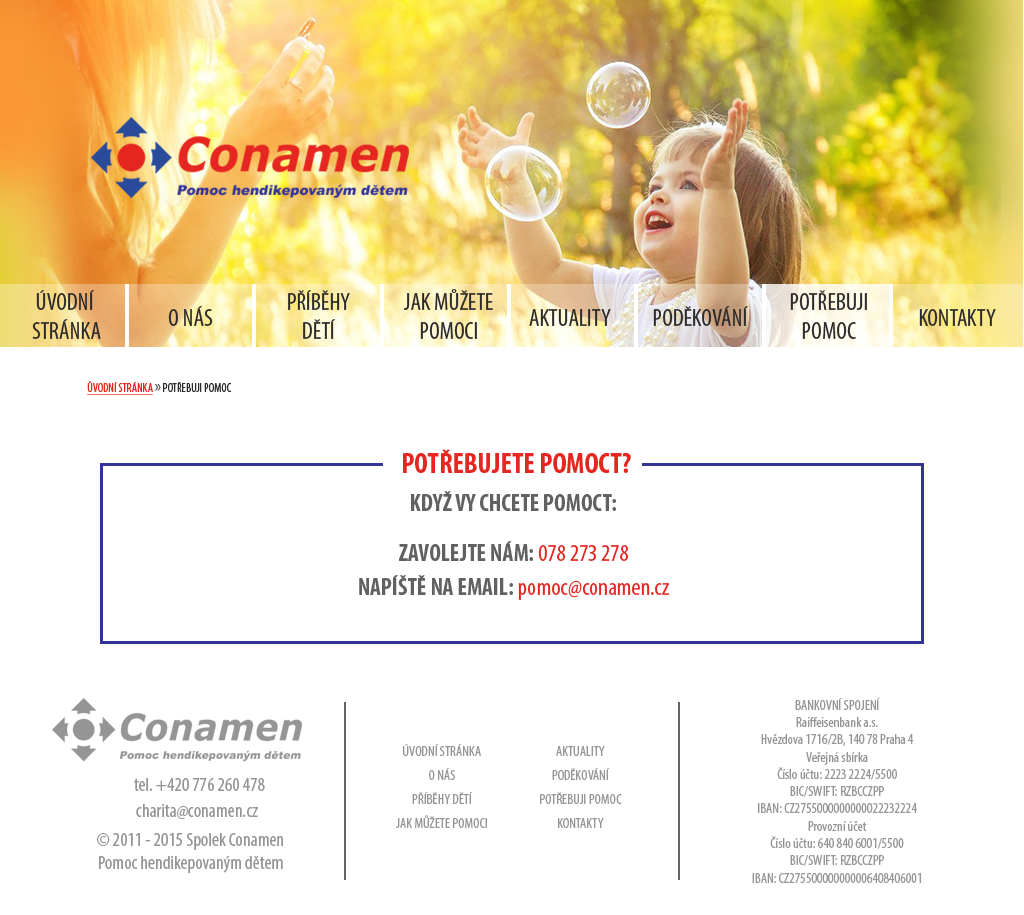 Conamen
Pomoc hendikepovaným dětem
ÚVODNÍ
STRÁNKA
O NÁS
PŘÍBĚHY
DĚTÍ
JAK MŮŽETE
POMOCI
AKTUALITY
PODĚKOVÁNÍ
POTŘEBUJI
POMOC
KONTAKTY
ÚVODNÍ STRÁNKA » POTŘEBUJI POMOC
POTŘEBUJETE POMOCT?
KDYŽ VY CHCETE POMOCT:
ZAVOLEJTE NÁM: 078 273 278
NAPÍŠTĚ NA EMAIL: pomoc@conamen.cz
Conamen
Pomoc hendikepovaným dětem
tel. +420 776 260 478
charita@conamen.cz
© 2011 - 2015 Spolek Conamen
Pomoc hendikepovaným dětem
ÚVODNÍ STRÁNKA
O NÁS
PŘÍBĚHY DĚTÍ
JAK MŮŽETE POMOCI
AKTUALITY
PODĚKOVÁNÍ
POTŘEBUJI POMOC
KONTAKTY
BANKOVNÍ SPOJENÍ
Raiffeisenbank a.s.
Hvězdova 1716/2B, 140 78 Praha 4
Veřejná sbírka
Číslo účtu: 2223 2224/5500
BIC/SWIFT: RZBCCZPP
IBAN: CZ2755000000000022232224
Provozní účet
Číslo účtu: 640 840 6001/5500
BIC/SWIFT: RZBCCZPP
IBAN: CZ275500000000006408406001